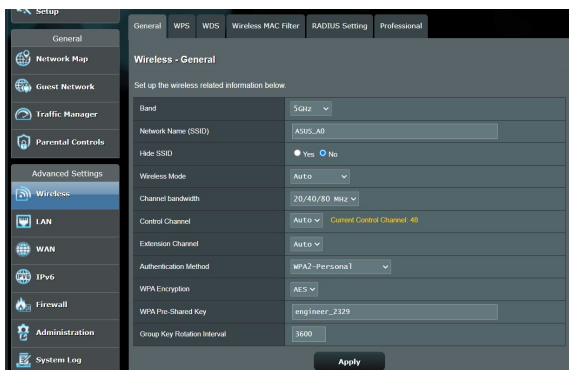 Setup
General
Network Map
Guest Network
Traffic Manager
Parental Controls
Advanced Settings
Wireless
LAN
WAN
IPv6
Firewall
Administration
System Log
General WPS WDS Wireless MAC Filter RADIUS Setting Professional
Wireless - General
Set up the wireless related information below.
Band 5GHz
Network Name (SSID) ASUS_A0
Hide SSID Yes No
Wireless Mode Auto
Channel bandwidth 20/40/80 MHz
Control Channel Auto Current Control Channel: 48
Extension Channel Auto
Authentication Method WPA2-Personal
WPA Encryption AES
WPA Pre-Shared Key engineer_2329
Group Key Rotation Interval 3600
Apply